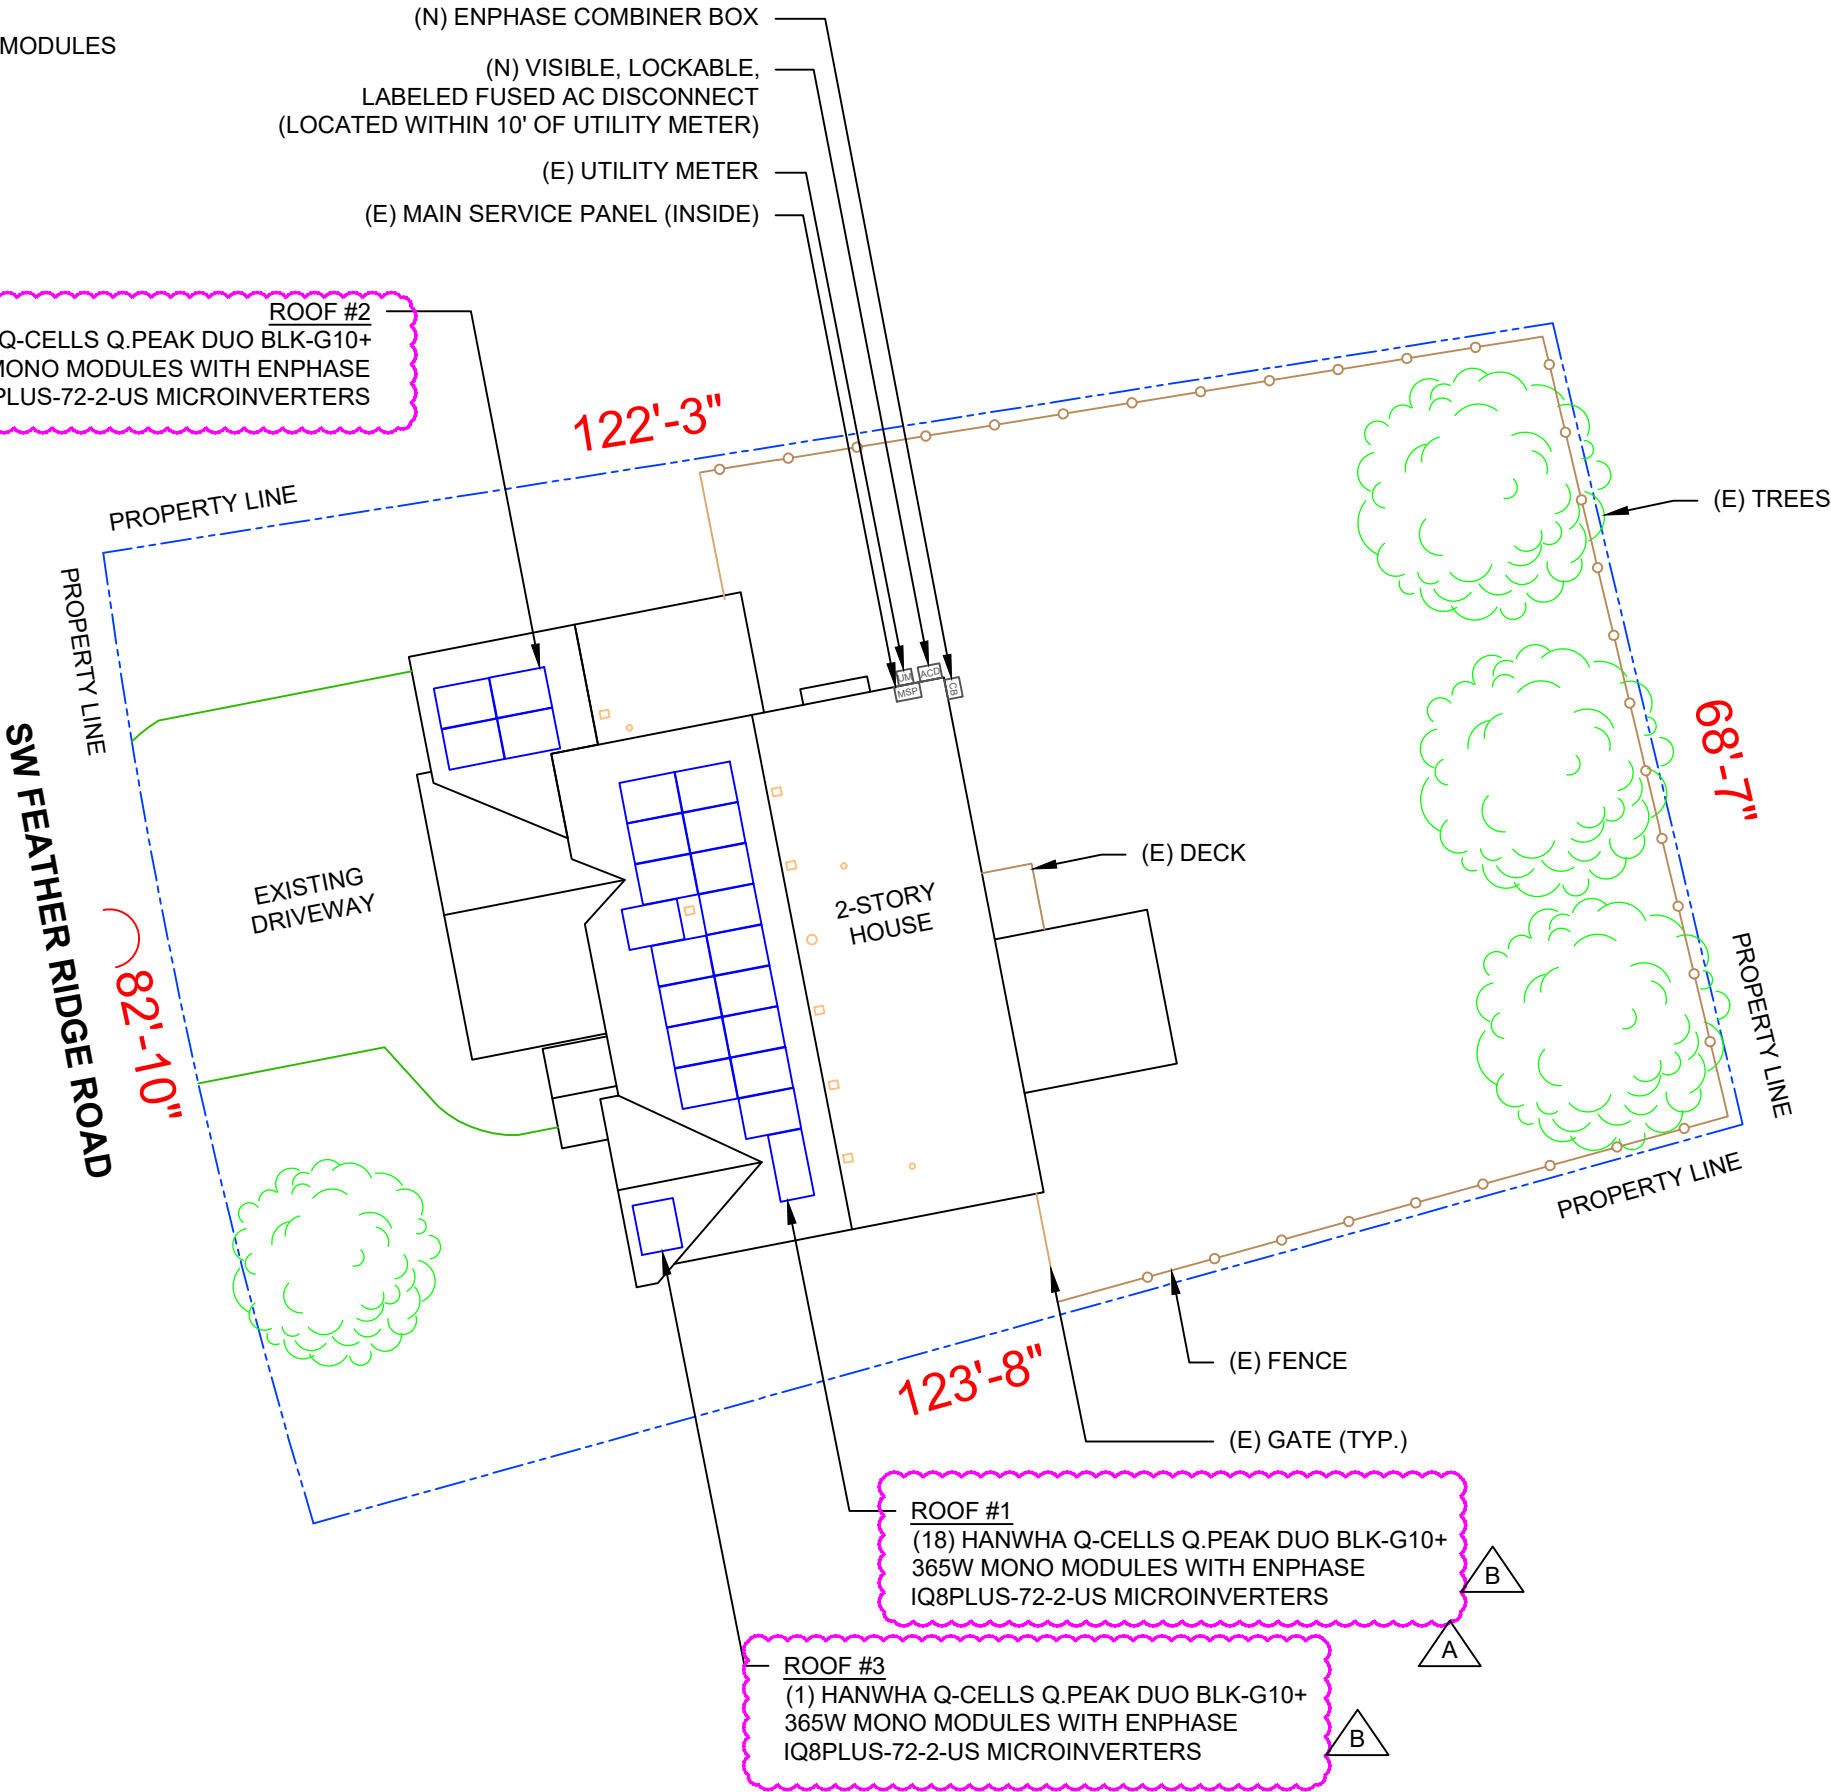 (N) ENPHASE COMBINER BOX
MODULES
(N) VISIBLE, LOCKABLE,
LABELED FUSED AC DISCONNECT
(LOCATED WITHIN 10' OF UTILITY METER)
(E) UTILITY METER
(E) MAIN SERVICE PANEL (INSIDE)
ROOF #2
Q-CELLS Q.PEAK DUO BLK-G10+
MONO MODULES WITH ENPHASE
PLUS-72-2-US MICROINVERTERS
122'-3"
PROPERTY LINE
(E) TREES
PROPERTY LINE
UM
ACD
MSP
CB
68'-7"
SW FEATHER RIDGE ROAD
(E) DECK
EXISTING
DRIVEWAY
2-STORY
HOUSE
82'-10"
PROPERTY LINE
PROPERTY LINE
(E) FENCE
123'-8"
(E) GATE (TYP.)
ROOF #1
(18) HANWHA Q-CELLS Q.PEAK DUO BLK-G10+
365W MONO MODULES WITH ENPHASE
IQ8PLUS-72-2-US MICROINVERTERS
B
A
ROOF #3
(1) HANWHA Q-CELLS Q.PEAK DUO BLK-G10+
365W MONO MODULES WITH ENPHASE
IQ8PLUS-72-2-US MICROINVERTERS
B